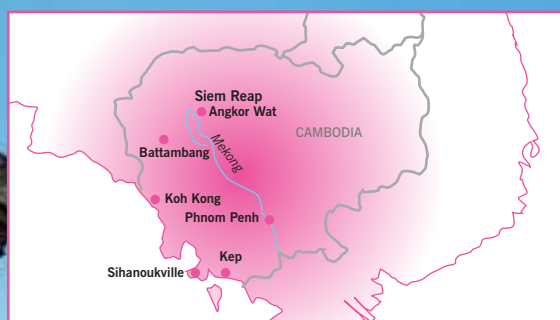 Siem Reap
Angkor Wat
CAMBODIA
Mekong
Battambang
Koh Kong
Phnom Penh
Kep
Sihanoukville